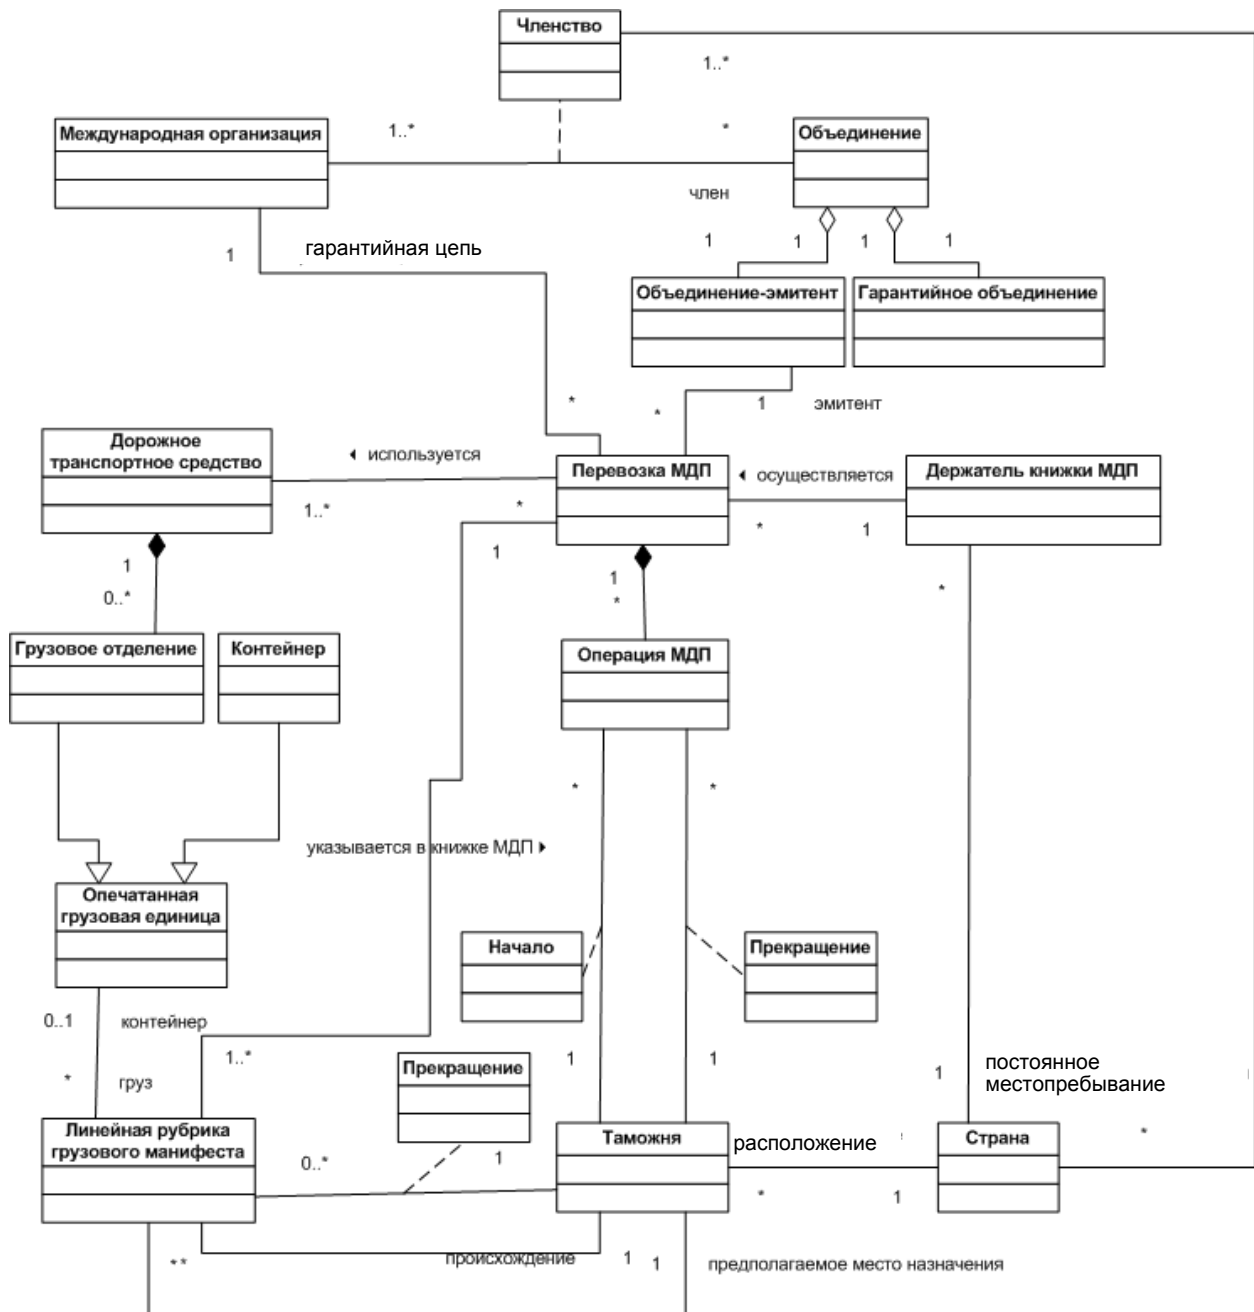 Членство
1..*
Международная организация
1..*
*
Объединение
член
1
гарантийная цепь
1
1
1
1
Объединение-эмитент
Гарантийное объединение
*
*
1
эмитент
Дорожное
транспортное средство
используется
Перевозка МДП
осуществляется
Держатель книжки МДП
1..*
*
*
1
1
1
1
*
*
0..*
Грузовое отделение
Контейнер
Операция МДП
*
*
указывается в книжке МДП
Опечатанная
грузовая единица
Начало
Прекращение
0..1
контейнер
1..*
1
1
1
постоянное
местопребывание
*
груз
Прекращение
Линейная рубрика
грузового манифеста
0..*
1
Таможня
расположение
Страна
*
*
1
**
происхождение
1
1
предполагаемое место назначения